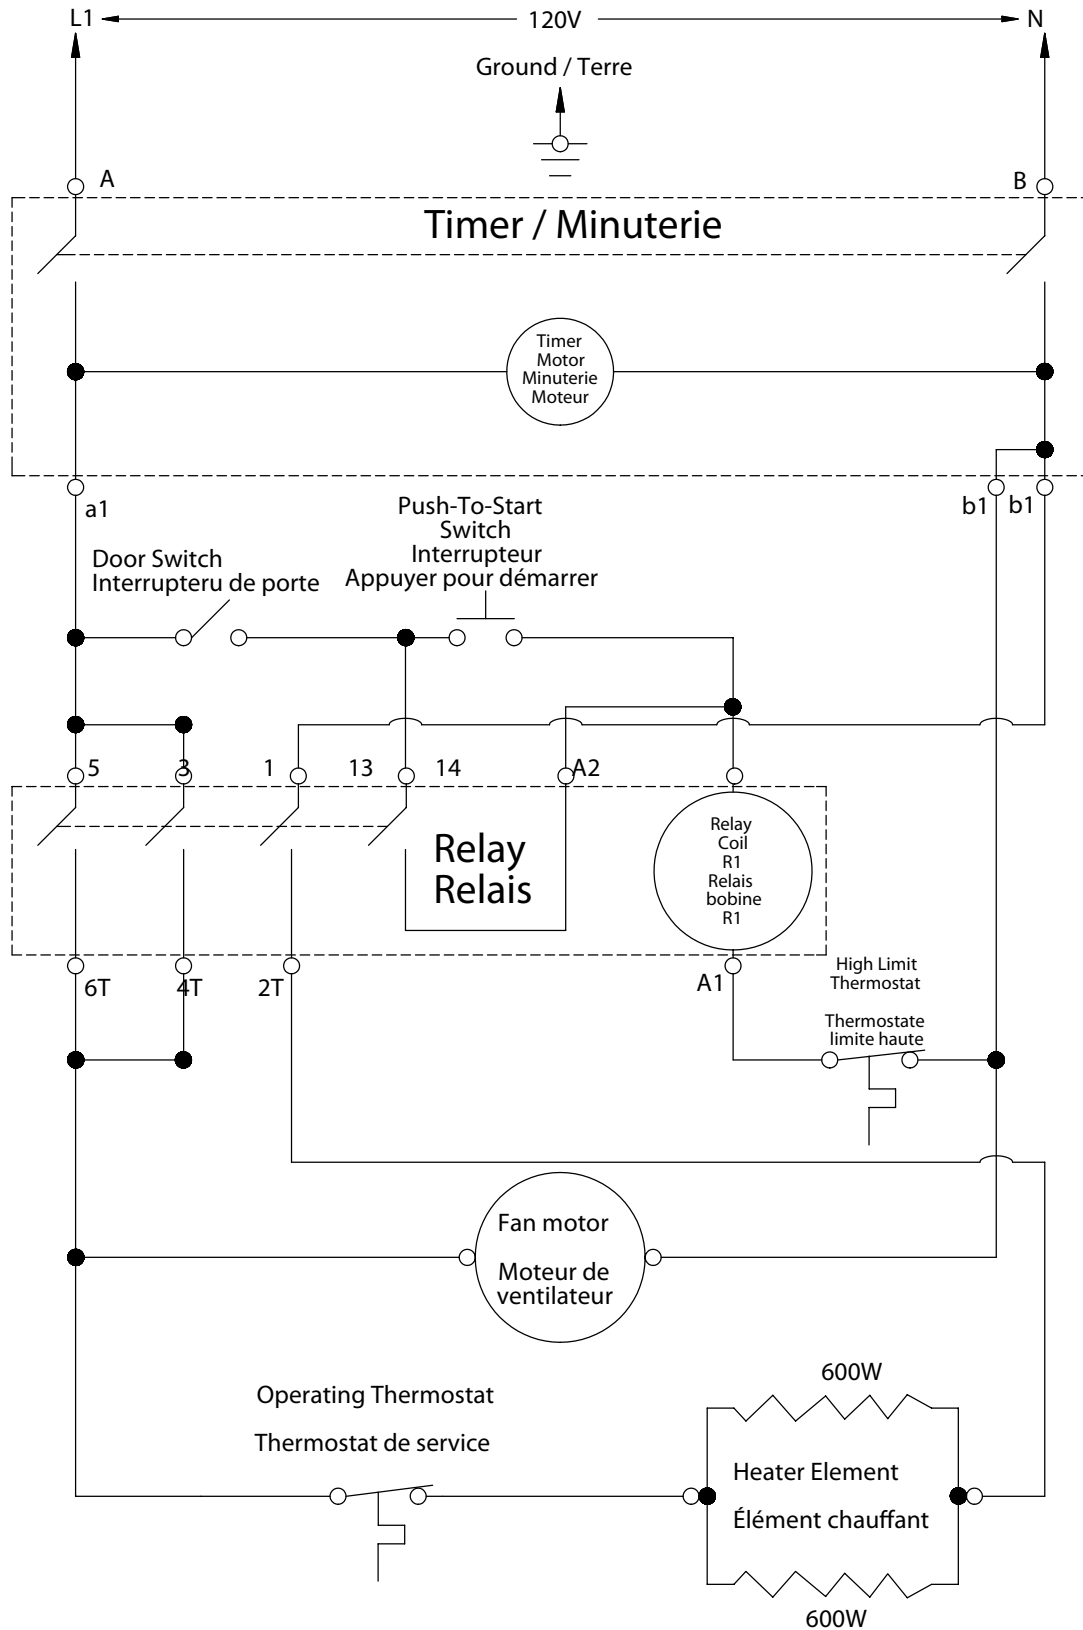 L1
120V
N
Ground / Terre
A
B
Timer / Minuterie
Timer
Motor
Minuterie
Moteur
a1
b1
b1
Push-To-Start
Switch
Interrupteur
Appuyer pour démarrer
Door Switch
Interrupteru de porte
5
3
1
13
14
A2
Relay
Relais
Relay
Coil
R1
Relais
bobine
R1
6T
4T
2T
A1
High Limit
Thermostat
Thermostate
limite haute
Fan motor
Moteur de
ventilateur
Operating Thermostat
Thermostat de service
600W
Heater Element
Élément chauffant
600W